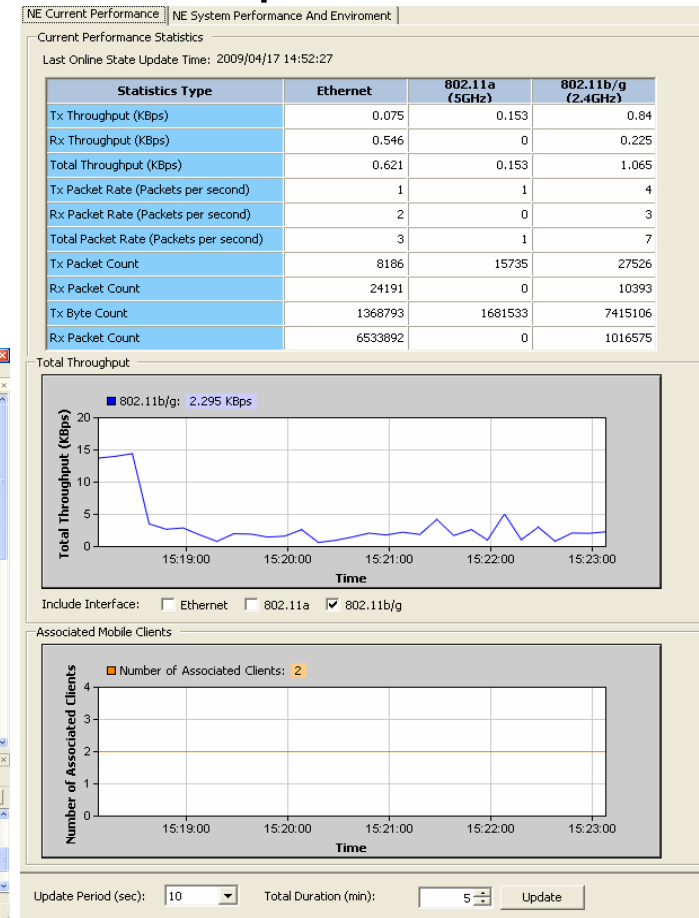 NE Current Performance NE System Performance And Enviroment
Current Performance Statistics
Last Online State Update Time: 2009/04/17 14:52:27
Statistics Type Ethernet 802.11a (5GHz) 802.11b/g (2.4GHz)
Tx Throughput (KBps) 0.075 0.153 0.84
Rx Throughput (KBps) 0.546 0 0.225
Total Throughput (KBps) 0.621 0.153 1.065
Tx Packet Rate (Packets per second) 1 1 4
Rx Packet Rate (Packets per second) 2 0 3
Total Packet Rate (Packets per second) 3 1 7
Tx Packet Count 8186 15735 27526
Rx Packet Count 24191 0 10393
Tx Byte Count 1368793 1681533 7415106
Rx Packet Count 6533892 0 1016575
Total Throughput
802.11b/g: 2.295 KBps
Total Throughput (KBps)
20
15
10
5
0
15:19:00 15:20:00 15:21:00 15:22:00 15:23:00
Time
Include Interface: Ethernet 802.11a 802.11b/g
Associated Mobile Clients
Number of Associated Clients: 2
Number of Associated Clients
4
3
2
1
0
15:19:00 15:20:00 15:21:00 15:22:00 15:23:00
Time
Update Period (sec): 10 Total Duration (min): 5 Update